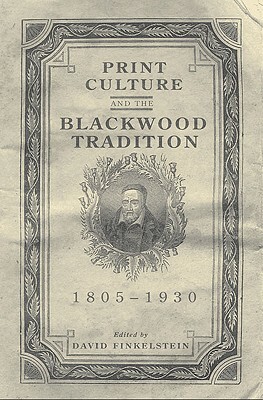 PRINT
CULTURE
AND THE
BLACKWOOD
TRADITION
1805–1930
Edited by
DAVID FINKELSTEIN